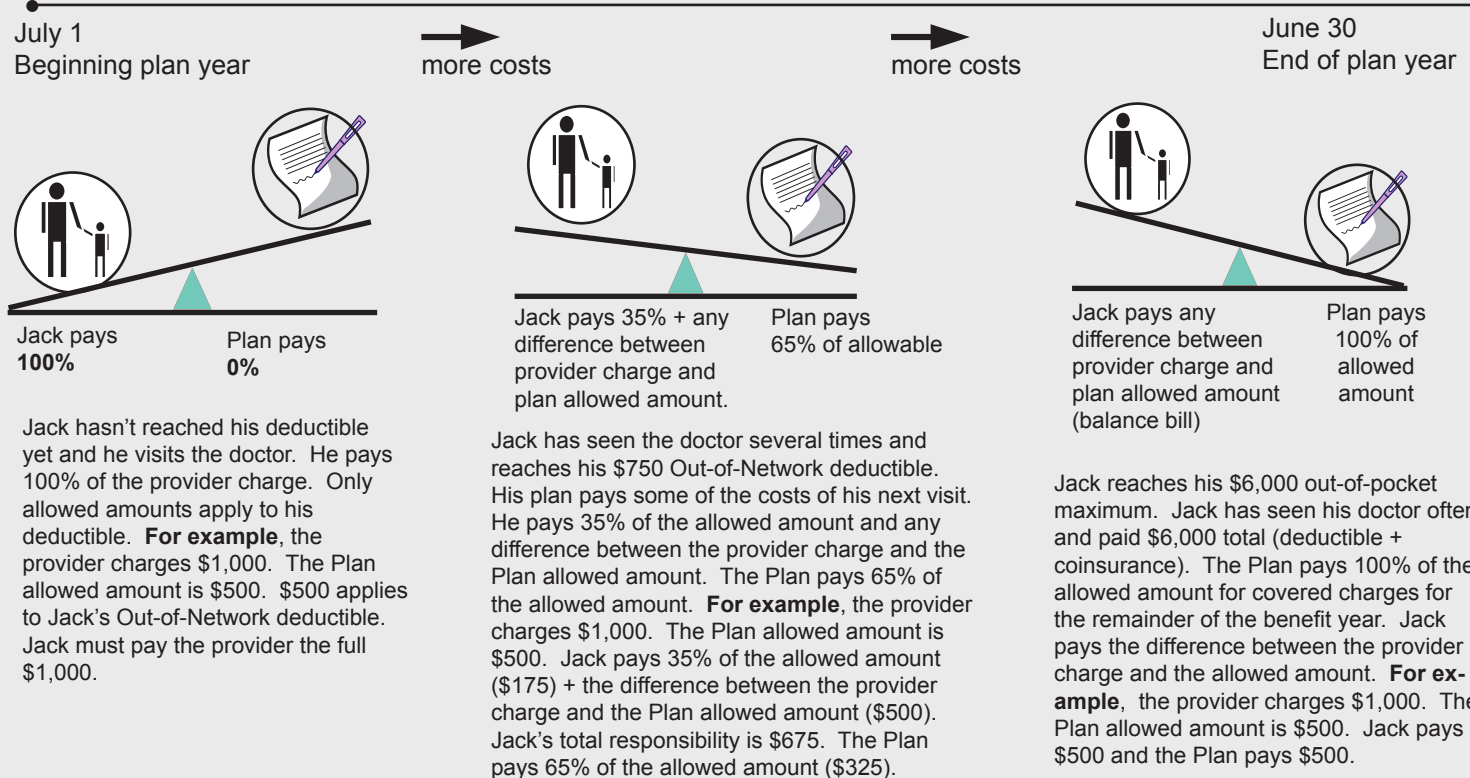 July 1
Beginning plan year
more costs
more costs
June 30
End of plan year
Jack pays
100%
Plan pays
0%
Jack hasn't reached his deductible
yet and he visits the doctor.  He pays
100% of the provider charge.  Only
allowed amounts apply to his
deductible.  For example, the
provider charges $1,000.  The Plan
allowed amount is $500.  $500 applies
to Jack's Out-of-Network deductible.
Jack must pay the provider the full
$1,000.
Jack pays 35% + any
difference between
provider charge and
plan allowed amount.
Plan pays
65% of allowable
Jack has seen the doctor several times and
reaches his $750 Out-of-Network deductible.
His plan pays some of the costs of his next visit.
He pays 35% of the allowed amount and any
difference between the provider charge and the
Plan allowed amount.  The Plan pays 65% of
the allowed amount.  For example, the provider
charges $1,000.  The Plan allowed amount is
$500.  Jack pays 35% of the allowed amount
($175) + the difference between the provider
charge and the Plan allowed amount ($500).
Jack's total responsibility is $675.  The Plan
pays 65% of the allowed amount ($325).
Jack pays any
difference between
provider charge and
plan allowed amount
(balance bill)
Plan pays
100% of
allowed
amount
Jack reaches his $6,000 out-of-pocket
maximum.  Jack has seen his doctor often
and paid $6,000 total (deductible +
coinsurance).  The Plan pays 100% of the
allowed amount for covered charges for
the remainder of the benefit year.  Jack
pays the difference between the provider
charge and the allowed amount.  For ex-
ample,  the provider charges $1,000.  The
Plan allowed amount is $500.  Jack pays
$500 and the Plan pays $500.